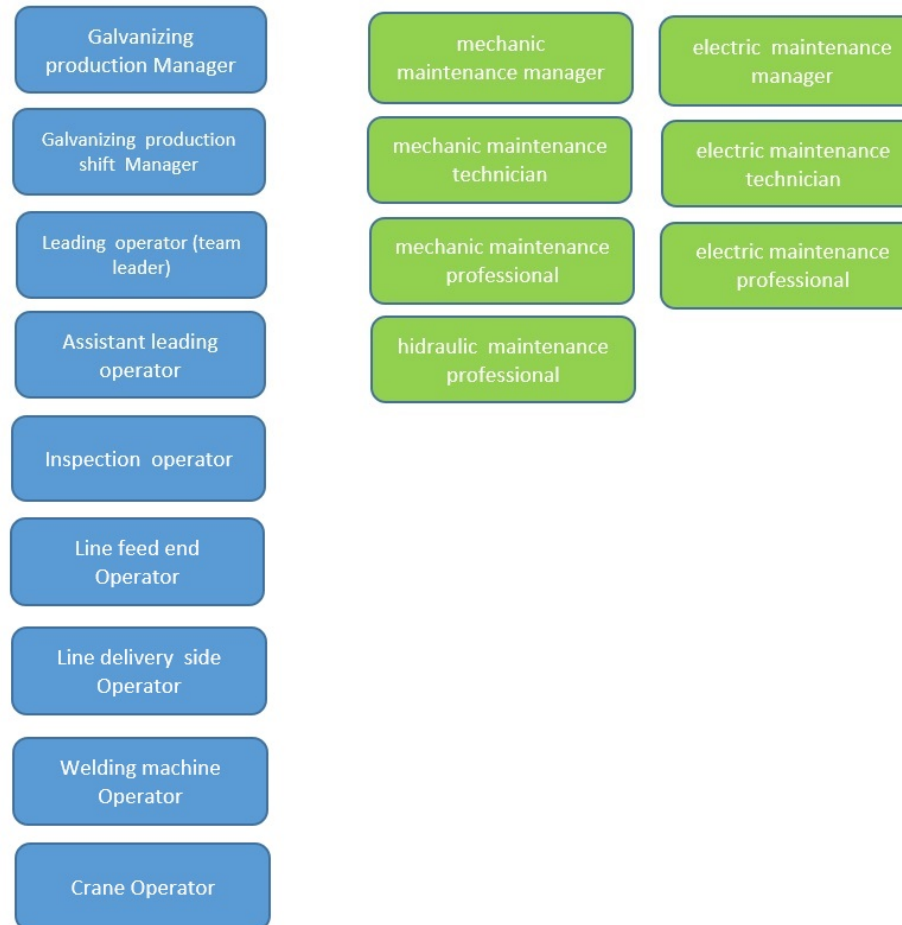 Galvanizing
production Manager
Galvanizing production
shift Manager
Leading operator (team
leader)
Assistant leading
operator
Inspection operator
Line feed end
Operator
Line delivery side
Operator
Welding machine
Operator
Crane Operator
mechanic
maintenance manager
mechanic maintenance
technician
mechanic maintenance
professional
hidraulic maintenance
professional
electric maintenance
manager
electric maintenance
technician
electric maintenance
professional